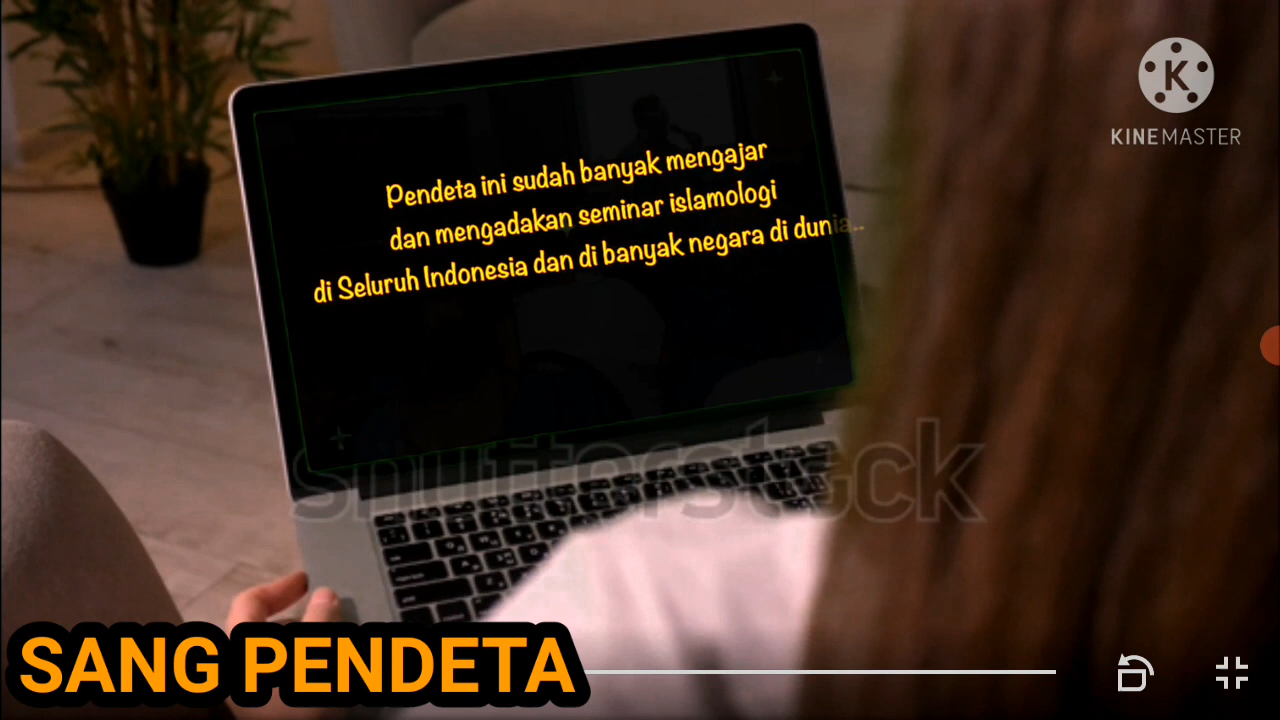 KINEMASTER
Pendeta ini sudah banyak mengajar
dan mengadakan seminar islamologi
di Seluruh Indonesia dan di banyak negara di dunia..
shutterstock
SANG PENDETA